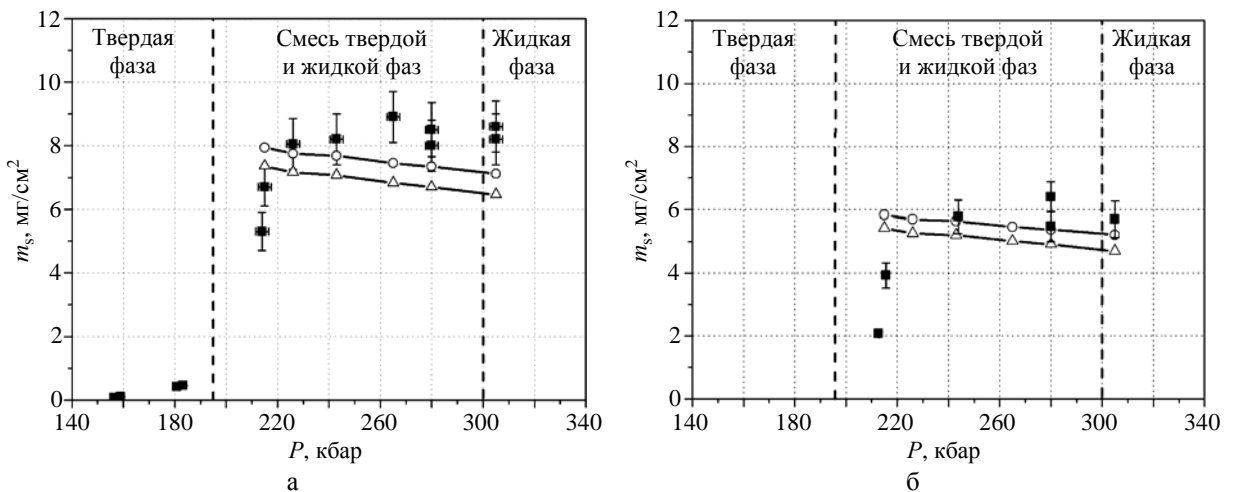 12
10
8
6
4
2
0
m_s, мг/см²
Твердая
фаза
Смесь твердой
и жидкой фаз
Жидкая
фаза
140
180
220
260
300
340
P, кбар
а
12
10
8
6
4
2
0
m_s, мг/см²
Твердая
фаза
Смесь твердой
и жидкой фаз
Жидкая
фаза
140
180
220
260
300
340
P, кбар
б